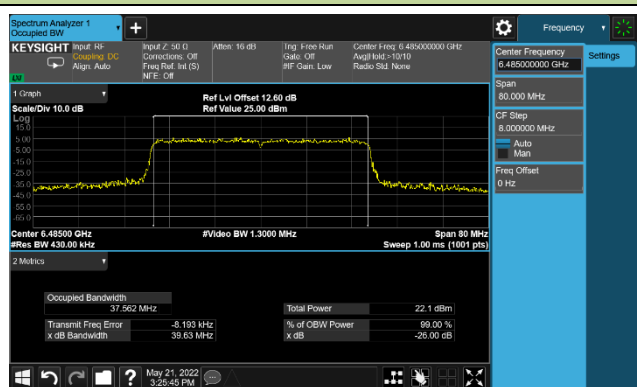 Spectrum Analyzer 1
Occupied BW
Frequency
KEYSIGHT
Input: RF
Coupling: DC
Align: Auto
Input Z: 50 Ω
Corrections: Off
Freq Ref: Int (S)
NFE: Off
Atten: 16 dB
Trig: Free Run
Gate: Off
#IF Gain: Low
Center Freq: 6.485000000 GHz
Avg|Hold:>10/10
Radio Std: None
LM
Center Frequency
6.485000000 GHz
Settings
Span
80.000 MHz
CF Step
8.000000 MHz
Auto
Man
Freq Offset
0 Hz
1 Graph
Scale/Div 10.0 dB
Ref Lvl Offset 12.60 dB
Ref Value 25.00 dBm
Log
15.0
5.00
-5.00
-15.0
-25.0
-35.0
-45.0
-55.0
-65.0
Center 6.48500 GHz
#Res BW 430.00 kHz
#Video BW 1.3000 MHz
Span 80 MHz
Sweep 1.00 ms (1001 pts)
2 Metrics
Occupied Bandwidth
37.562 MHz
Total Power 22.1 dBm
Transmit Freq Error -8.193 kHz
% of OBW Power 99.00 %
x dB Bandwidth 39.63 MHz
x dB -26.00 dB
May 21, 2022
3:25:45 PM